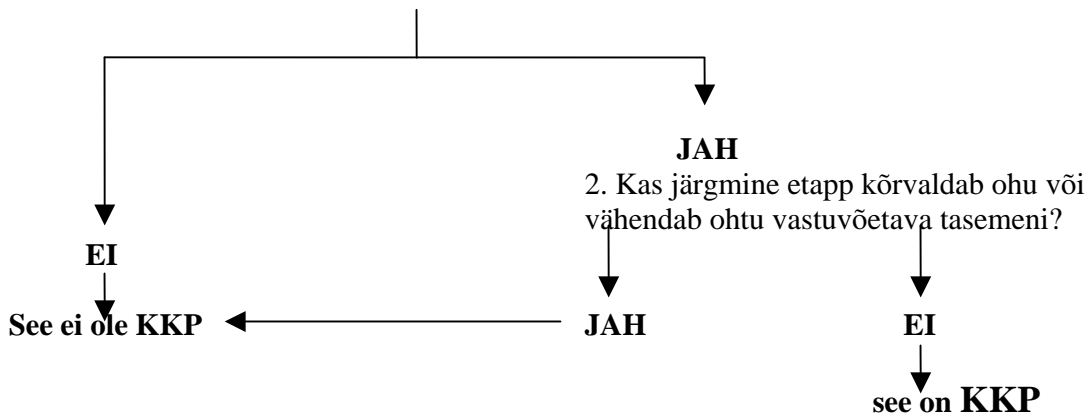 JAH
2. Kas järgmine etapp kõrvaldab ohu või
vähendab ohtu vastuvõetava tasemeni?
EI
See ei ole KKP
JAH
EI
see on KKP